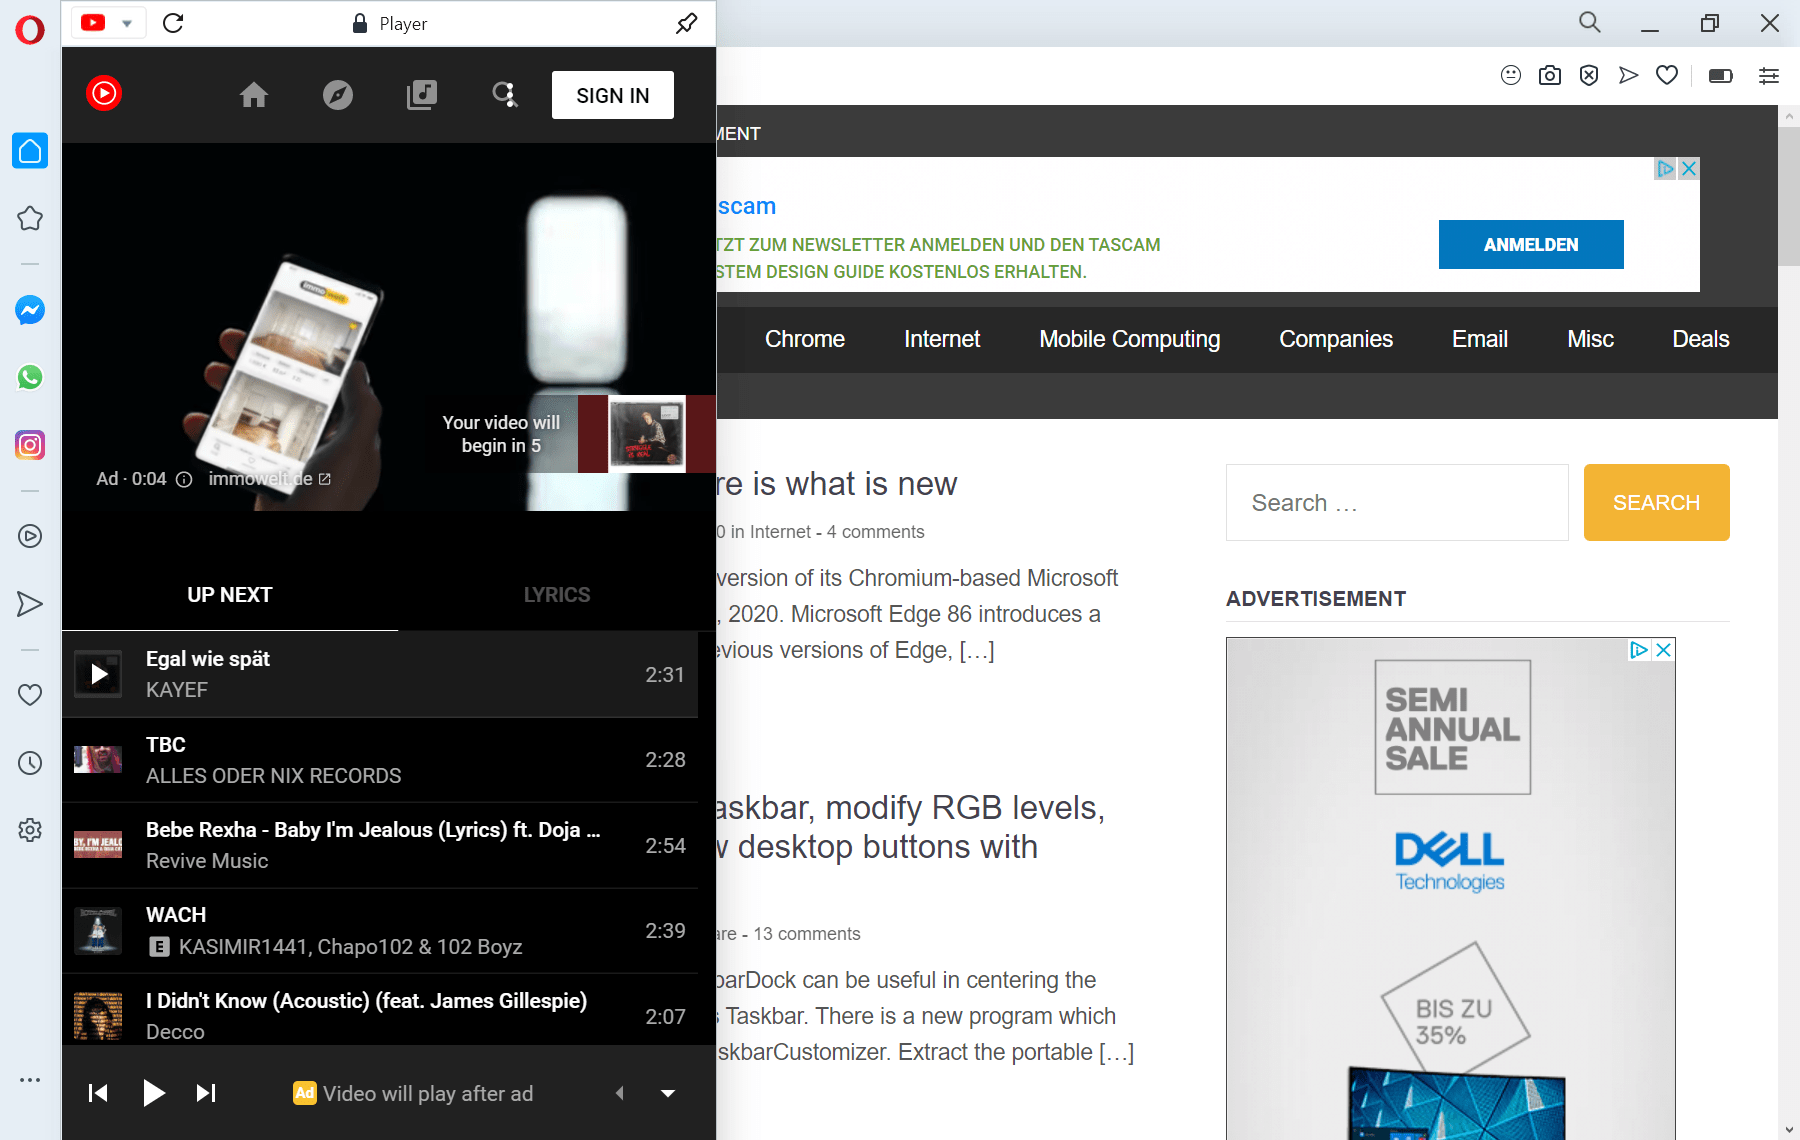 Player
SIGN IN
Your video will
begin in 5
Ad · 0:04
immowelt.de
UP NEXT
LYRICS
Egal wie spät
KAYEF
2:31
TBC
ALLES ODER NIX RECORDS
2:28
Bebe Rexha - Baby I'm Jealous (Lyrics) ft. Doja ...
Revive Music
2:54
WACH
E KASIMIR1441, Chapo102 & 102 Boyz
2:39
I Didn't Know (Acoustic) (feat. James Gillespie)
Decco
2:07
Ad Video will play after ad
MENT
scam
TZT ZUM NEWSLETTER ANMELDEN UND DEN TASCAM
STEM DESIGN GUIDE KOSTENLOS ERHALTEN.
ANMELDEN
Chrome
Internet
Mobile Computing
Companies
Email
Misc
Deals
re is what is new
0 in Internet - 4 comments
version of its Chromium-based Microsoft
, 2020. Microsoft Edge 86 introduces a
evious versions of Edge, […]
askbar, modify RGB levels,
w desktop buttons with
are - 13 comments
barDock can be useful in centering the
s Taskbar. There is a new program which
skbarCustomizer. Extract the portable […]
Search …
SEARCH
ADVERTISEMENT
SEMI
ANNUAL
SALE
DELL
Technologies
BIS ZU
35%